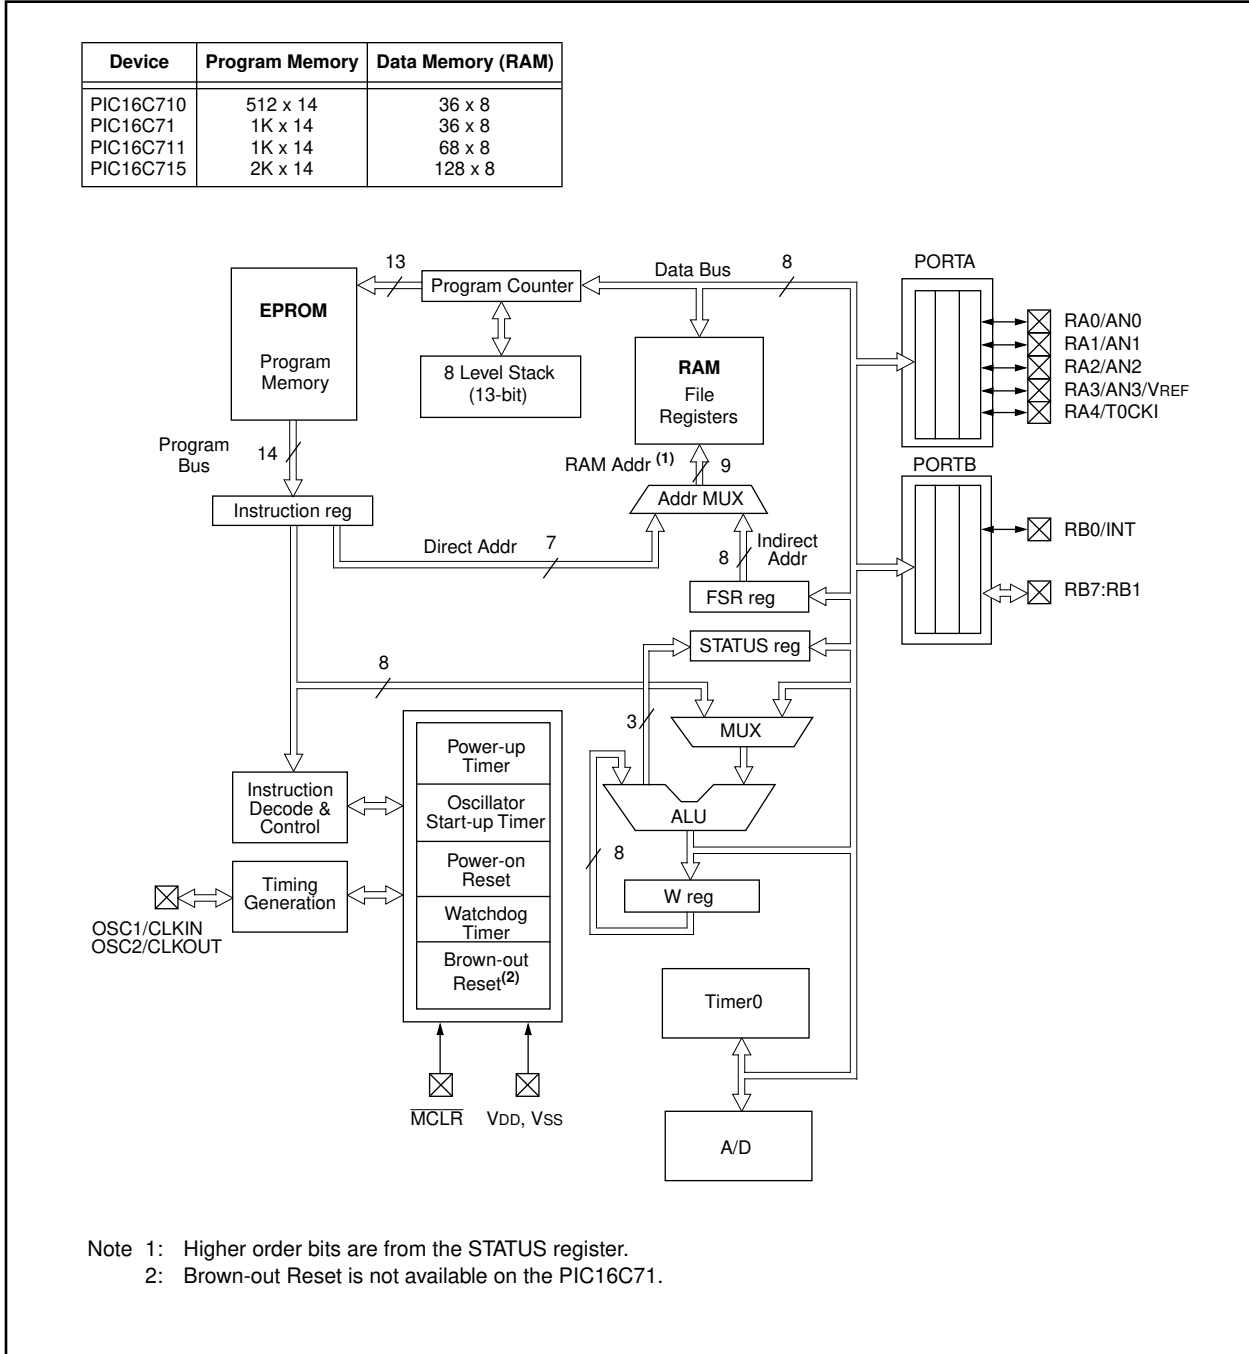 Device Program Memory Data Memory (RAM)
PIC16C710 512 x 14 36 x 8
PIC16C71 1K x 14 36 x 8
PIC16C711 1K x 14 68 x 8
PIC16C715 2K x 14 128 x 8
EPROM
Program
Memory
13
Program Counter
8 Level Stack
(13-bit)
Data Bus
8
RAM
File
Registers
PORTA
RA0/AN0
RA1/AN1
RA2/AN2
RA3/AN3/VREF
RA4/T0CKI
Program
Bus
14
RAM Addr (1)
9
PORTB
Addr MUX
Instruction reg
RB0/INT
Direct Addr
7
8
Indirect
Addr
FSR reg
RB7:RB1
STATUS reg
8
3
MUX
Power-up
Timer
Instruction
Decode &
Control
Oscillator
Start-up Timer
ALU
8
Power-on
Reset
Timing
Generation
W reg
OSC1/CLKIN
OSC2/CLKOUT
Watchdog
Timer
Brown-out
Reset(2)
Timer0
MCLR
VDD, VSS
A/D
Note 1: Higher order bits are from the STATUS register.
2: Brown-out Reset is not available on the PIC16C71.